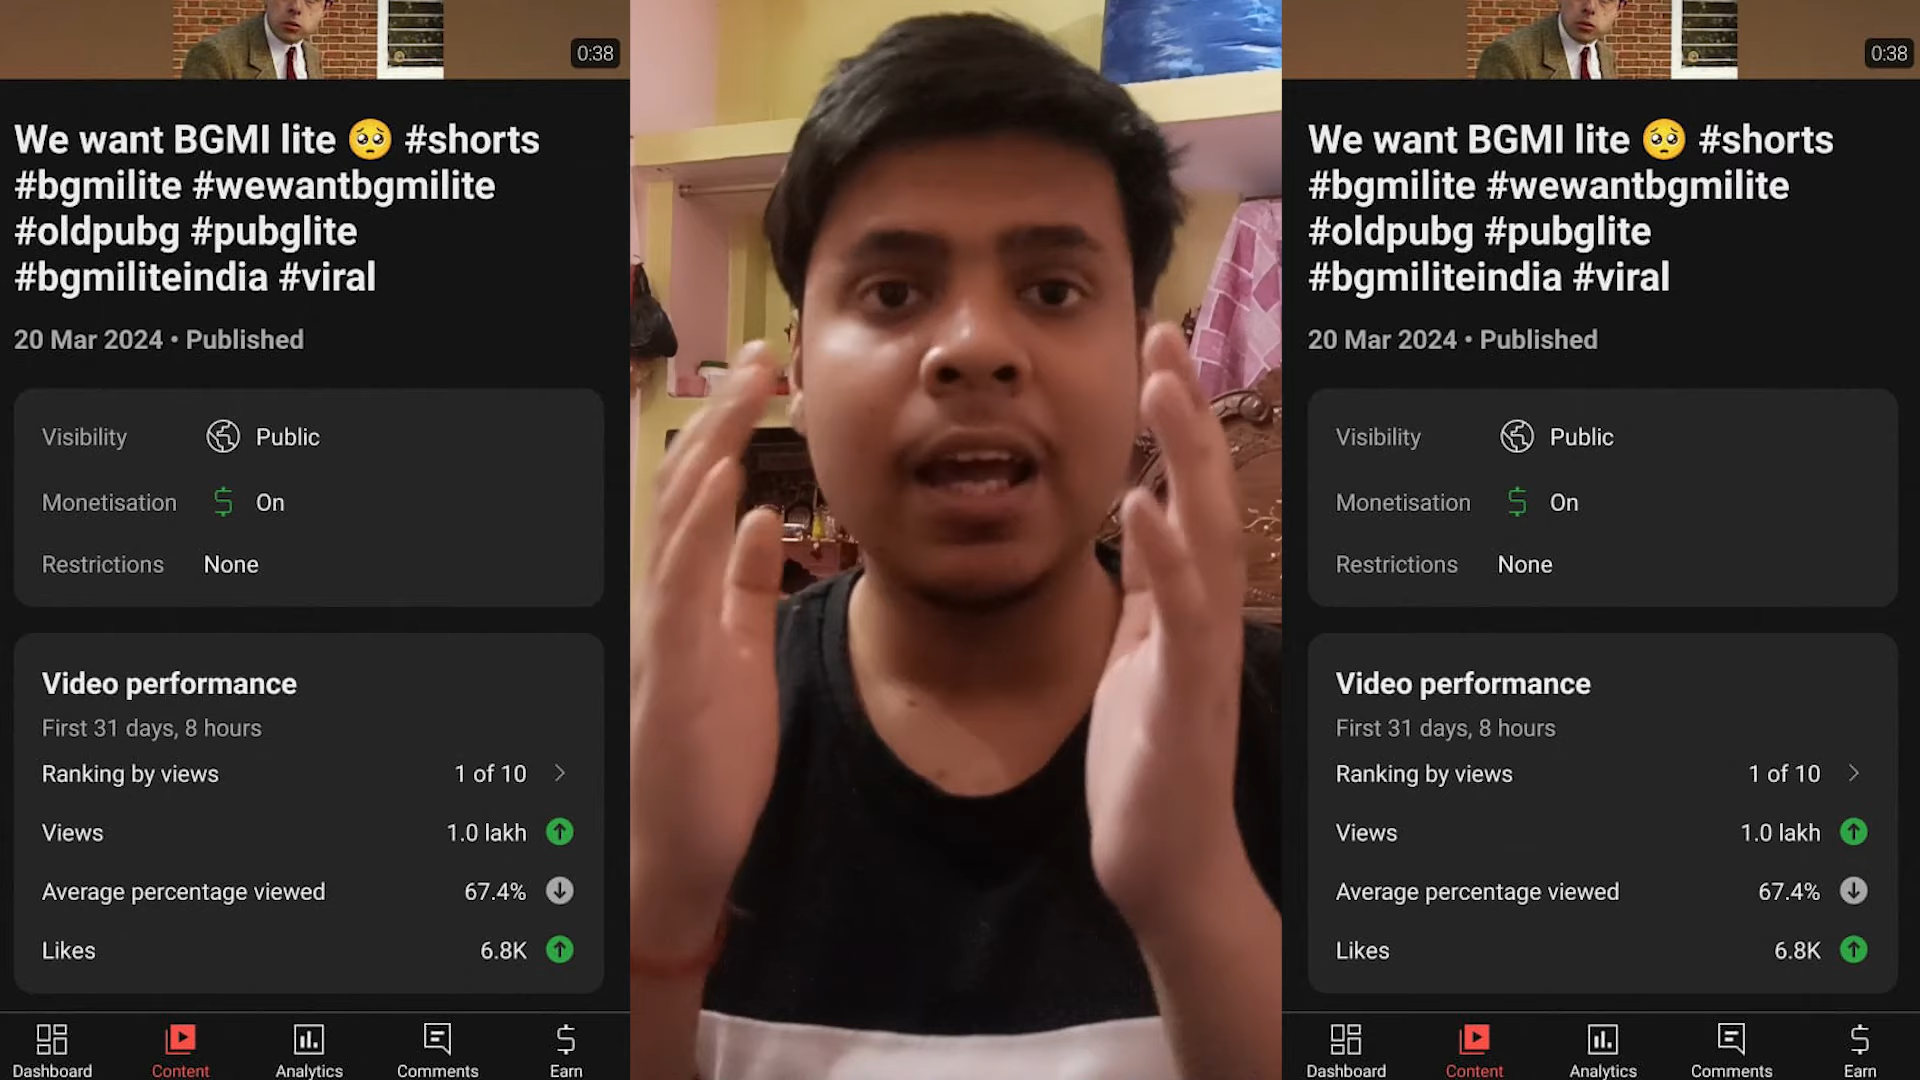 0:38
We want BGMI lite 🥺 #shorts
#bgmilite #wewantbgmilite
#oldpubg #pubglite
#bgmiliteindia #viral
20 Mar 2024 • Published
Visibility Public
Monetisation On
Restrictions None
Video performance
First 31 days, 8 hours
Ranking by views 1 of 10
Views 1.0 lakh
Average percentage viewed 67.4%
Likes 6.8K
Dashboard Content Analytics Comments Earn
0:38
We want BGMI lite 🥺 #shorts
#bgmilite #wewantbgmilite
#oldpubg #pubglite
#bgmiliteindia #viral
20 Mar 2024 • Published
Visibility Public
Monetisation On
Restrictions None
Video performance
First 31 days, 8 hours
Ranking by views 1 of 10
Views 1.0 lakh
Average percentage viewed 67.4%
Likes 6.8K
Dashboard Content Analytics Comments Earn